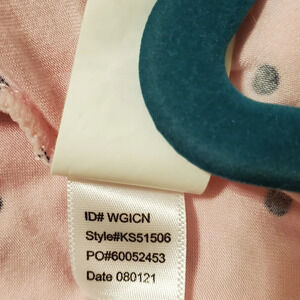 ID# WGICN
Style#KS51506
PO#60052453
Date 080121